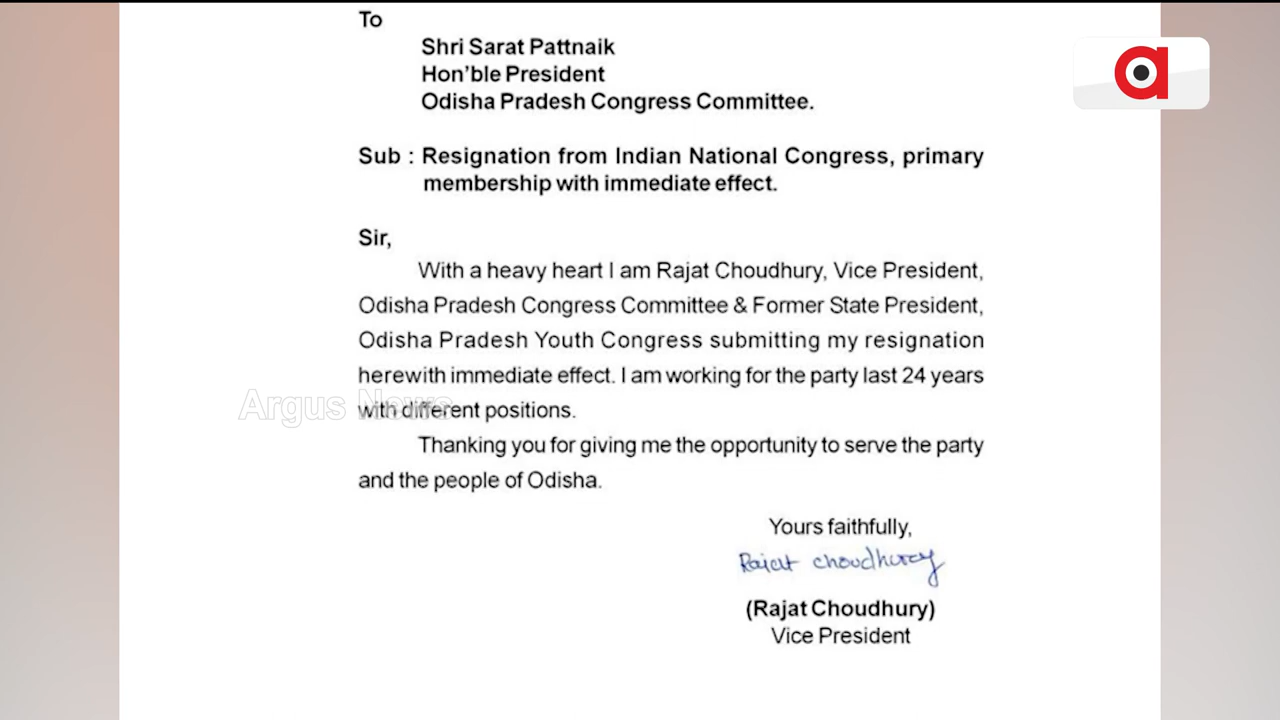 To
Shri Sarat Pattnaik
Hon'ble President
Odisha Pradesh Congress Committee.
Sub : Resignation from Indian National Congress, primary
membership with immediate effect.
Sir,
With a heavy heart I am Rajat Choudhury, Vice President,
Odisha Pradesh Congress Committee & Former State President,
Odisha Pradesh Youth Congress submitting my resignation
herewith immediate effect. I am working for the party last 24 years
with different positions.
Argus News
Thanking you for giving me the opportunity to serve the party
and the people of Odisha.
Yours faithfully,
Rajat Choudhury
(Rajat Choudhury)
Vice President